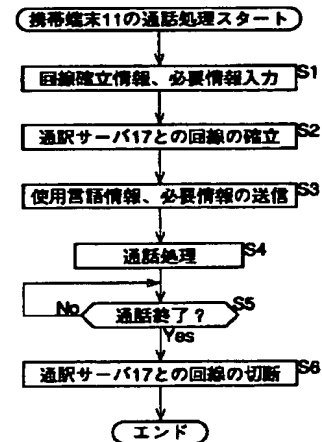 携帯端末11の通話処理スタート
回線確立情報、必要情報入力 S1
通訳サーバ17との回線の確立 S2
使用言語情報、必要情報の送信 S3
通話処理 S4
No 通話終了？ S5
Yes
通訳サーバ17との回線の切断 S6
エンド